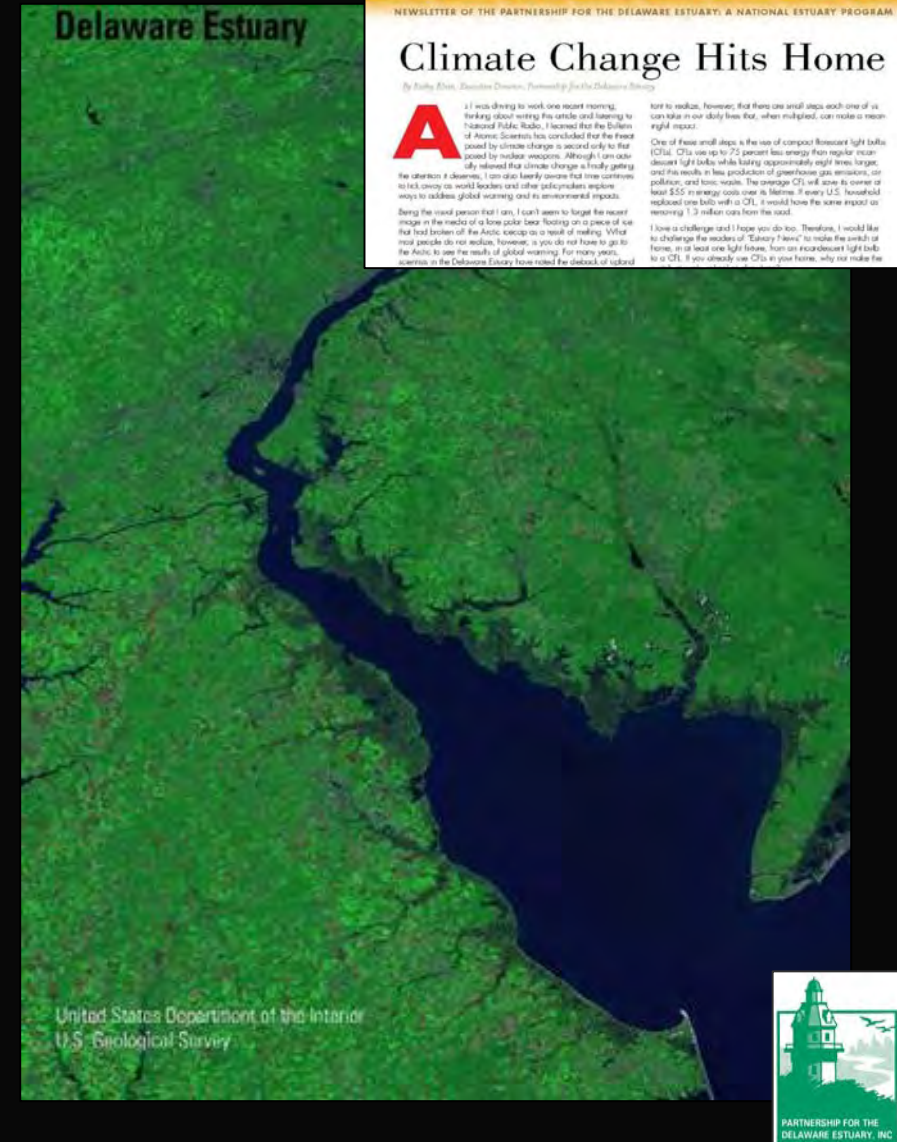 Delaware Estuary
NEWSLETTER OF THE PARTNERSHIP FOR THE DELAWARE ESTUARY: A NATIONAL ESTUARY PROGRAM
Climate Change Hits Home
By Kathy Klein, Executive Director, Partnership for the Delaware Estuary
As I was driving to work one recent morning,
thinking about writing this article and listening to
National Public Radio, I learned that the Bulletin
of Atomic Scientists has concluded that the threat
posed by climate change is second only to that
posed by nuclear weapons. Although I am actu-
ally relieved that climate change is finally getting
the attention it deserves, I am also keenly aware that time continues
to tick away as world leaders and other policymakers explore
ways to address global warming and its environmental impacts.
Being the visual person that I am, I can't seem to forget the recent
image in the media of a lone polar bear floating on a piece of ice
that had broken off the Arctic icecap as a result of melting. What
most people do not realize, however, is you do not have to go to
the Arctic to see the results of global warming. For many years,
scientists in the Delaware Estuary have noted the dieback of upland
tant to realize, however, that there are small steps each one of us
can take in our daily lives that, when multiplied, can make a mean-
ingful impact.
One of these small steps is the use of compact florescent light bulbs
(CFLs). CFLs use up to 75 percent less energy than regular incan-
descent light bulbs while lasting approximately eight times longer,
and this results in less production of greenhouse gas emissions, air
pollution, and toxic waste. The average CFL will save its owner at
least $55 in energy costs over its lifetime. If every U.S. household
replaced one bulb with a CFL, it would have the same impact as
removing 1.3 million cars from the road.
I love a challenge and I hope you do too. Therefore, I would like
to challenge the readers of "Estuary News" to make the switch at
home, in at least one light fixture, from an incandescent light bulb
to a CFL. If you already use CFLs in your home, why not make the
United States Department of the Interior
U.S. Geological Survey
PARTNERSHIP FOR THE
DELAWARE ESTUARY, INC